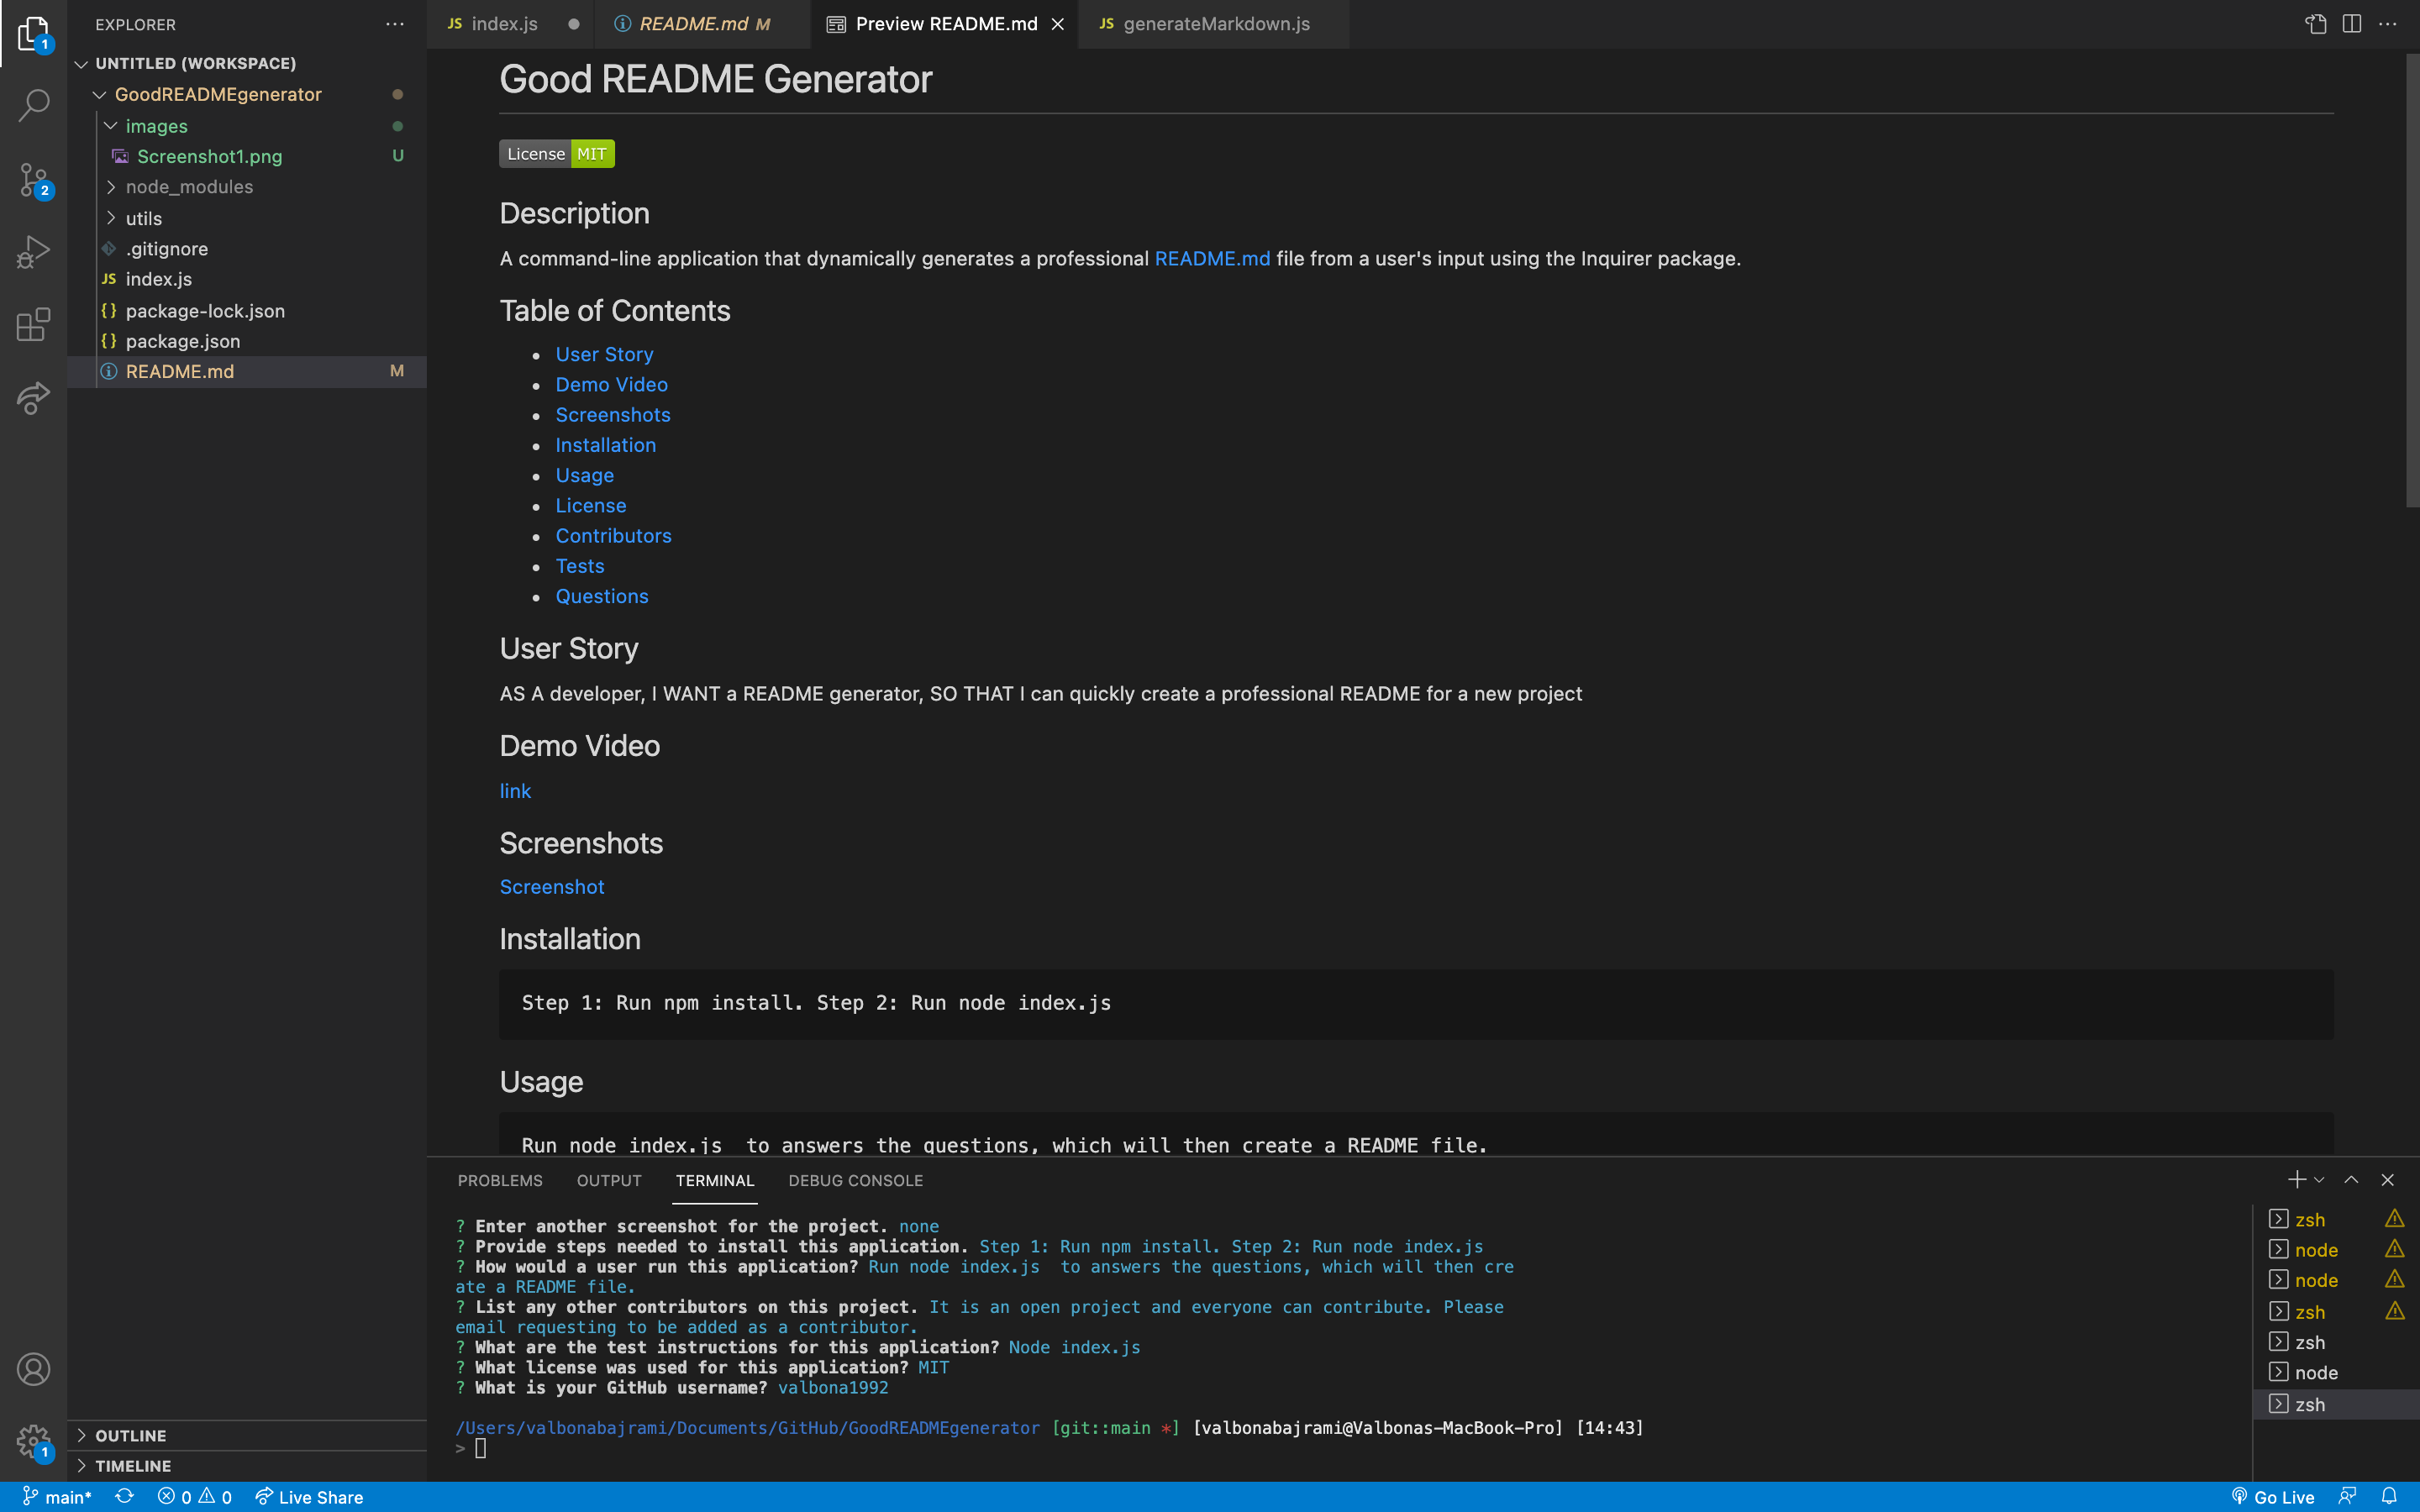 EXPLORER
UNTITLED (WORKSPACE)
GoodREADMEgenerator
images
Screenshot1.png U
node_modules
utils
.gitignore
JS index.js
{} package-lock.json
{} package.json
README.md M
OUTLINE
TIMELINE
1
2
1
JS index.js
README.md M
Preview README.md
JS generateMarkdown.js
Good README Generator
License MIT
Description
A command-line application that dynamically generates a professional README.md file from a user's input using the Inquirer package.
Table of Contents
• User Story
• Demo Video
• Screenshots
• Installation
• Usage
• License
• Contributors
• Tests
• Questions
User Story
AS A developer, I WANT a README generator, SO THAT I can quickly create a professional README for a new project
Demo Video
link
Screenshots
Screenshot
Installation
Step 1: Run npm install. Step 2: Run node index.js
Usage
Run node index.js  to answers the questions, which will then create a README file.
PROBLEMS OUTPUT TERMINAL DEBUG CONSOLE
? Enter another screenshot for the project. none
? Provide steps needed to install this application. Step 1: Run npm install. Step 2: Run node index.js
? How would a user run this application? Run node index.js  to answers the questions, which will then cre
ate a README file.
? List any other contributors on this project. It is an open project and everyone can contribute. Please
email requesting to be added as a contributor.
? What are the test instructions for this application? Node index.js
? What license was used for this application? MIT
? What is your GitHub username? valbona1992
/Users/valbonabajrami/Documents/GitHub/GoodREADMEgenerator [git::main *] [valbonabajrami@Valbonas-MacBook-Pro] [14:43]
>
zsh
node
node
zsh
zsh
node
zsh
main* 0 0 Live Share
Go Live